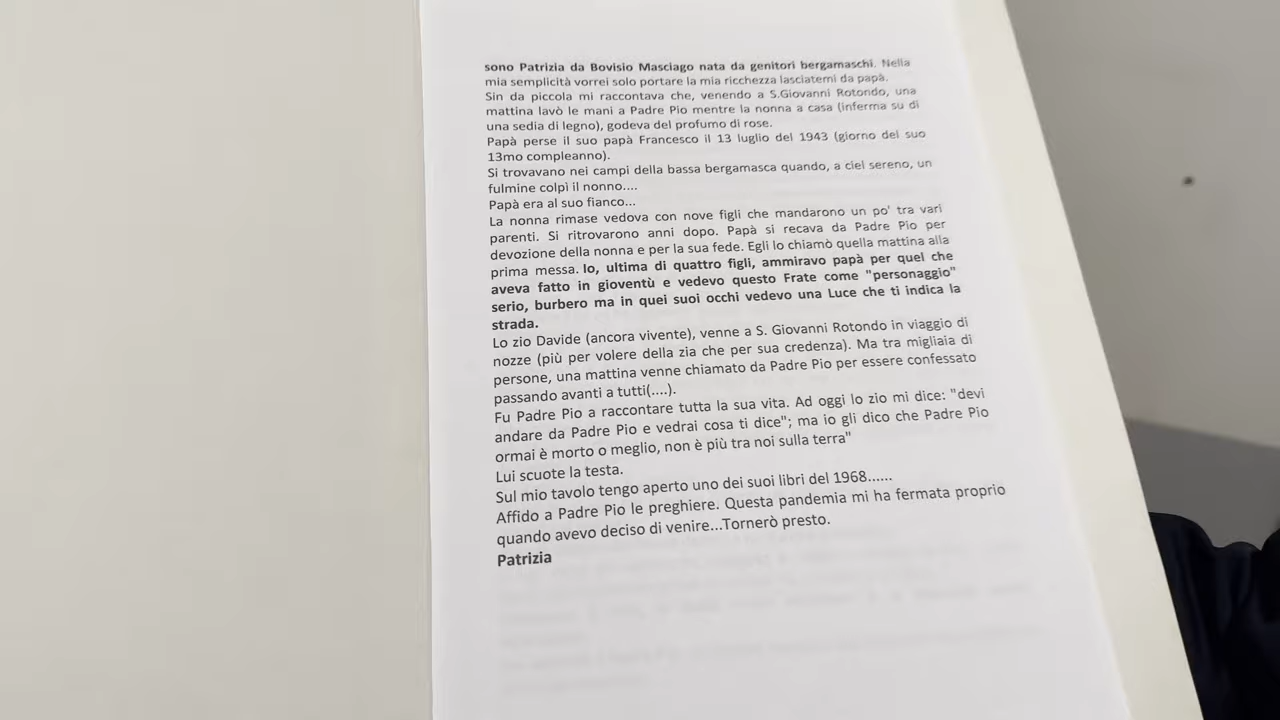 sono Patrizia da Bovisio Masciago nata da genitori bergamaschi. Nella
mia semplicità vorrei solo portare la mia ricchezza lasciatemi da papà.
Sin da piccola mi raccontava che, venendo a S.Giovanni Rotondo, una
mattina lavò le mani a Padre Pio mentre la nonna a casa (inferma su di
una sedia di legno), godeva del profumo di rose.
Papà perse il suo papà Francesco il 13 luglio del 1943 (giorno del suo
13mo compleanno).
Si trovavano nei campi della bassa bergamasca quando, a ciel sereno, un
fulmine colpì il nonno....
Papà era al suo fianco...
La nonna rimase vedova con nove figli che mandarono un po' tra vari
parenti. Si ritrovarono anni dopo. Papà si recava da Padre Pio per
devozione della nonna e per la sua fede. Egli lo chiamò quella mattina alla
prima messa. Io, ultima di quattro figli, ammiravo papà per quel che
aveva fatto in gioventù e vedevo questo Frate come "personaggio"
serio, burbero ma in quei suoi occhi vedevo una Luce che ti indica la
strada.
Lo zio Davide (ancora vivente), venne a S. Giovanni Rotondo in viaggio di
nozze (più per volere della zia che per sua credenza). Ma tra migliaia di
persone, una mattina venne chiamato da Padre Pio per essere confessato
passando avanti a tutti(....).
Fu Padre Pio a raccontare tutta la sua vita. Ad oggi lo zio mi dice: "devi
andare da Padre Pio e vedrai cosa ti dice"; ma io gli dico che Padre Pio
ormai è morto o meglio, non è più tra noi sulla terra"
Lui scuote la testa.
Sul mio tavolo tengo aperto uno dei suoi libri del 1968......
Affido a Padre Pio le preghiere. Questa pandemia mi ha fermata proprio
quando avevo deciso di venire...Tornerò presto.
Patrizia